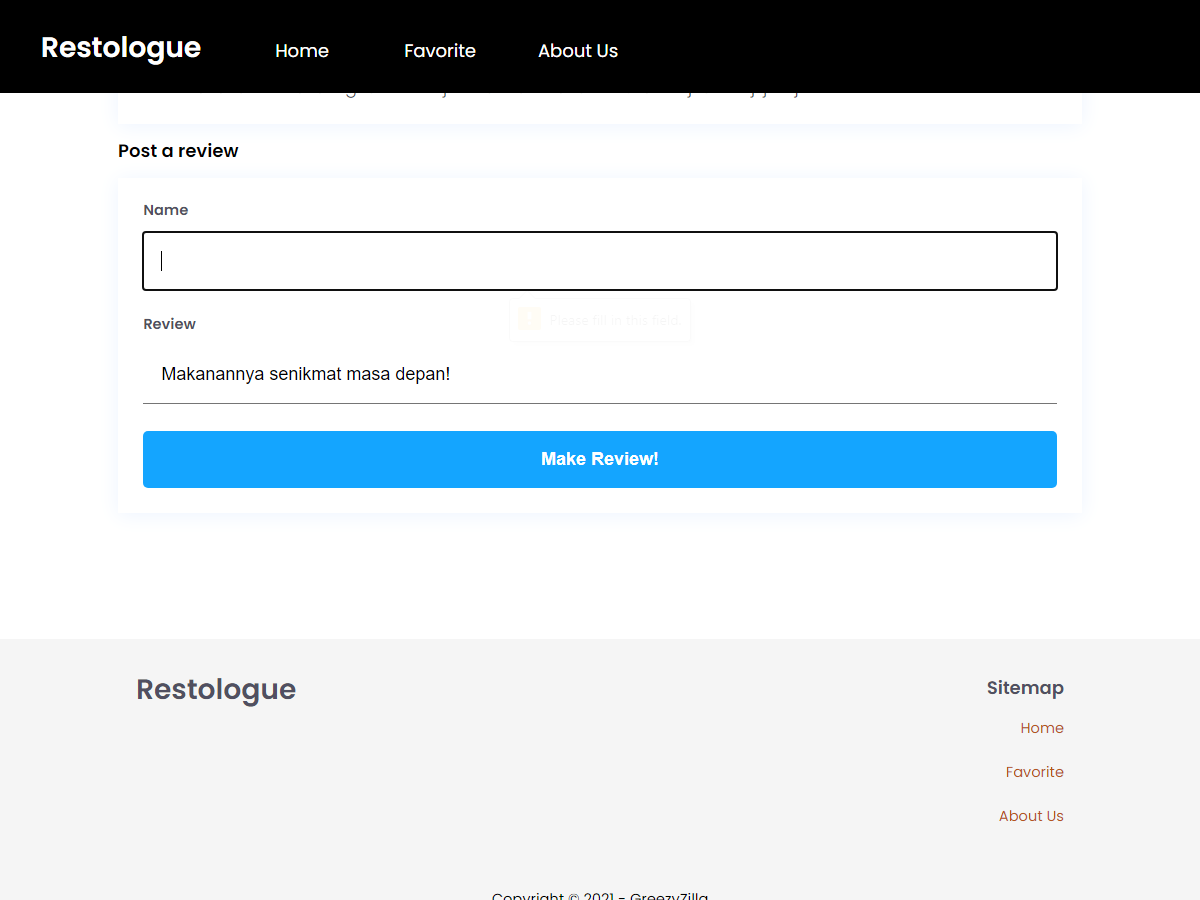 Restologue
Home
Favorite
About Us
Post a review
Name
Please fill in this field.
Review
Makanannya senikmat masa depan!
Make Review!
Restologue
Sitemap
Home
Favorite
About Us
Copyright © 2021 - GreezyZilla